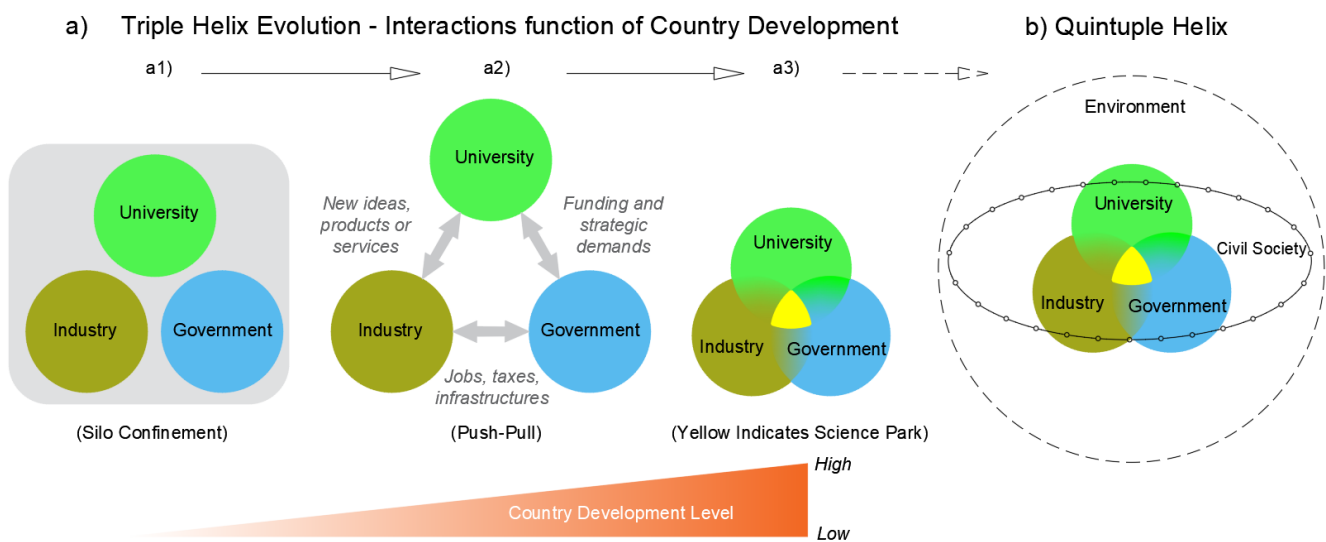 a) Triple Helix Evolution - Interactions function of Country Development
b) Quintuple Helix
a1)
a2)
a3)
University
Industry
Government
(Silo Confinement)
University
New ideas,
products or
services
Funding and
strategic
demands
Industry
Government
Jobs, taxes,
infrastructures
(Push-Pull)
University
Industry
Government
(Yellow Indicates Science Park)
Environment
University
Civil Society
Industry
Government
High
Country Development Level
Low